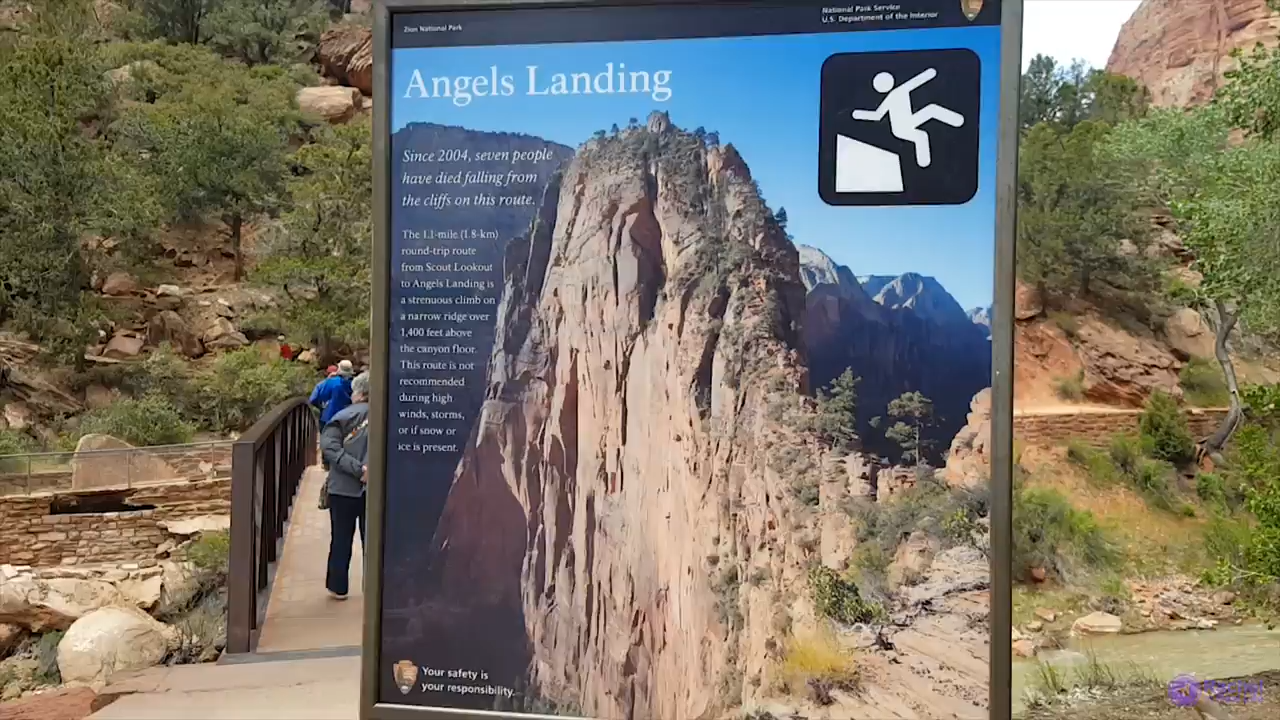 Zion National Park
National Park Service
U.S. Department of the Interior
Angels Landing
Since 2004, seven people
have died falling from
the cliffs on this route.
The 1.1-mile (1.8-km)
round-trip route
from Scout Lookout
to Angels Landing is
a strenuous climb on
a narrow ridge over
1,400 feet above
the canyon floor.
This route is not
recommended
during high
winds, storms,
or if snow or
ice is present.
Your safety is
your responsibility.